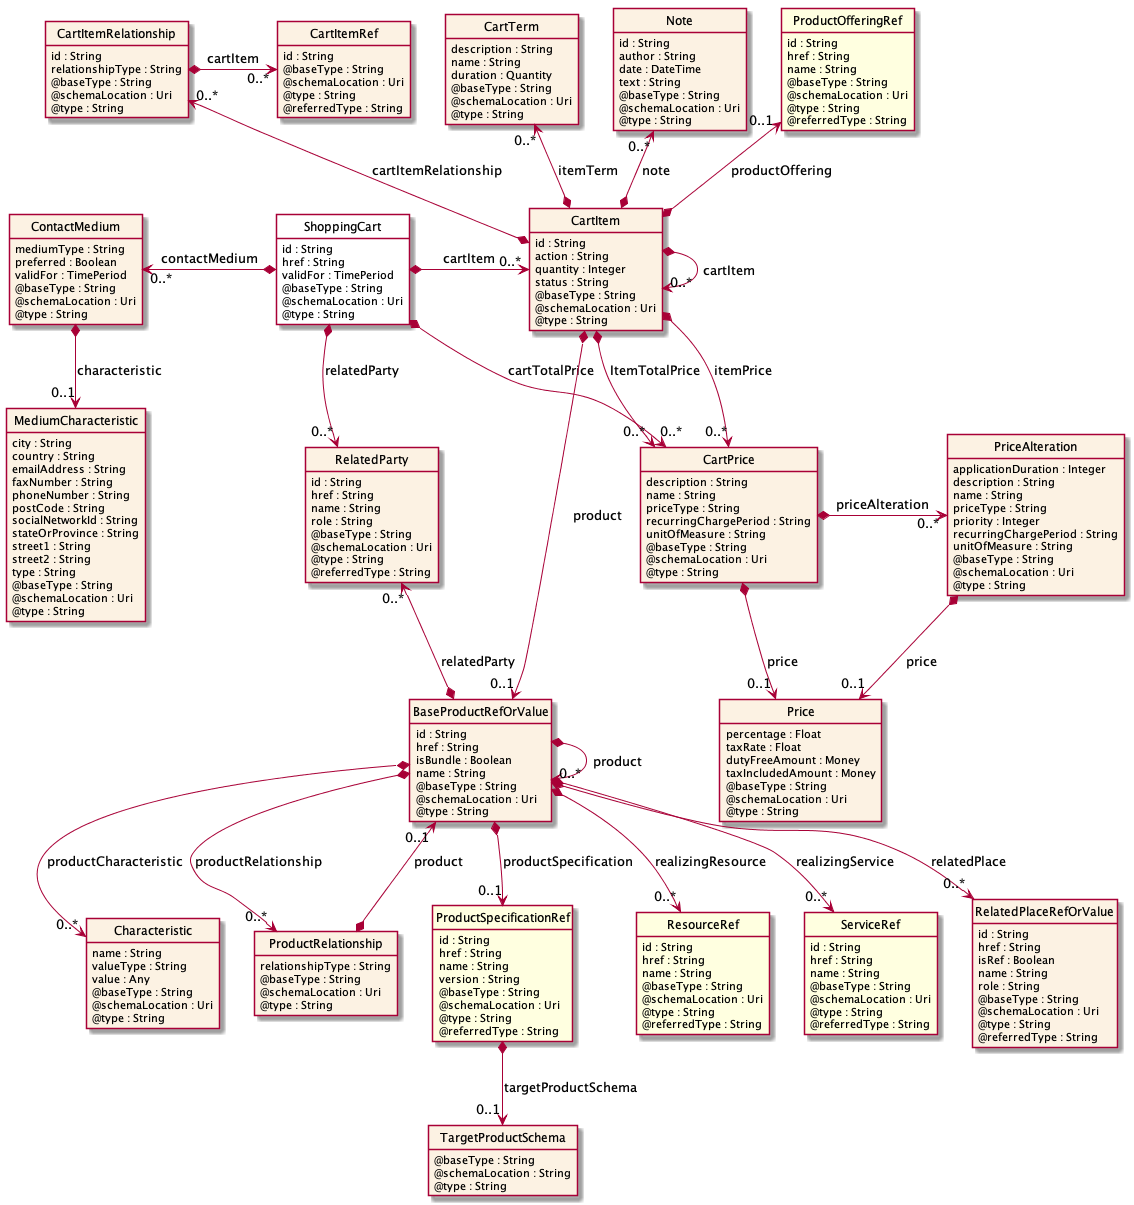 CartItemRelationship
id : String
relationshipType : String
@baseType : String
@schemaLocation : Uri
@type : String
cartItem
0..*
CartItemRef
id : String
@baseType : String
@schemaLocation : Uri
@type : String
@referredType : String
CartTerm
description : String
name : String
duration : Quantity
@baseType : String
@schemaLocation : Uri
@type : String
Note
id : String
author : String
date : DateTime
text : String
@baseType : String
@schemaLocation : Uri
@type : String
ProductOfferingRef
id : String
href : String
name : String
@baseType : String
@schemaLocation : Uri
@type : String
@referredType : String
0..*
0..*
0..*
0..1
cartItemRelationship
itemTerm
note
productOffering
ContactMedium
mediumType : String
preferred : Boolean
validFor : TimePeriod
@baseType : String
@schemaLocation : Uri
@type : String
contactMedium
0..*
ShoppingCart
id : String
href : String
validFor : TimePeriod
@baseType : String
@schemaLocation : Uri
@type : String
cartItem
0..*
CartItem
id : String
action : String
quantity : Integer
status : String
@baseType : String
@schemaLocation : Uri
@type : String
cartItem
0..*
characteristic
0..1
relatedParty
0..*
cartTotalPrice
0..*
ItemTotalPrice
0..*
itemPrice
0..*
MediumCharacteristic
city : String
country : String
emailAddress : String
faxNumber : String
phoneNumber : String
postCode : String
socialNetworkId : String
stateOrProvince : String
street1 : String
street2 : String
type : String
@baseType : String
@schemaLocation : Uri
@type : String
RelatedParty
id : String
href : String
name : String
role : String
@baseType : String
@schemaLocation : Uri
@type : String
@referredType : String
0..*
product
0..1
CartPrice
description : String
name : String
priceType : String
recurringChargePeriod : String
unitOfMeasure : String
@baseType : String
@schemaLocation : Uri
@type : String
priceAlteration
0..*
PriceAlteration
applicationDuration : Integer
description : String
name : String
priceType : String
priority : Integer
recurringChargePeriod : String
unitOfMeasure : String
@baseType : String
@schemaLocation : Uri
@type : String
relatedParty
price
0..1
price
0..1
BaseProductRefOrValue
id : String
href : String
isBundle : Boolean
name : String
@baseType : String
@schemaLocation : Uri
@type : String
product
0..*
Price
percentage : Float
taxRate : Float
dutyFreeAmount : Money
taxIncludedAmount : Money
@baseType : String
@schemaLocation : Uri
@type : String
0..1
productCharacteristic
productRelationship
product
productSpecification
realizingResource
realizingService
relatedPlace
0..*
0..*
0..1
0..*
0..*
0..*
Characteristic
name : String
valueType : String
value : Any
@baseType : String
@schemaLocation : Uri
@type : String
ProductRelationship
relationshipType : String
@baseType : String
@schemaLocation : Uri
@type : String
ProductSpecificationRef
id : String
href : String
name : String
version : String
@baseType : String
@schemaLocation : Uri
@type : String
@referredType : String
ResourceRef
id : String
href : String
name : String
@baseType : String
@schemaLocation : Uri
@type : String
@referredType : String
ServiceRef
id : String
href : String
name : String
@baseType : String
@schemaLocation : Uri
@type : String
@referredType : String
RelatedPlaceRefOrValue
id : String
href : String
isRef : Boolean
name : String
role : String
@baseType : String
@schemaLocation : Uri
@type : String
@referredType : String
targetProductSchema
0..1
TargetProductSchema
@baseType : String
@schemaLocation : String
@type : String